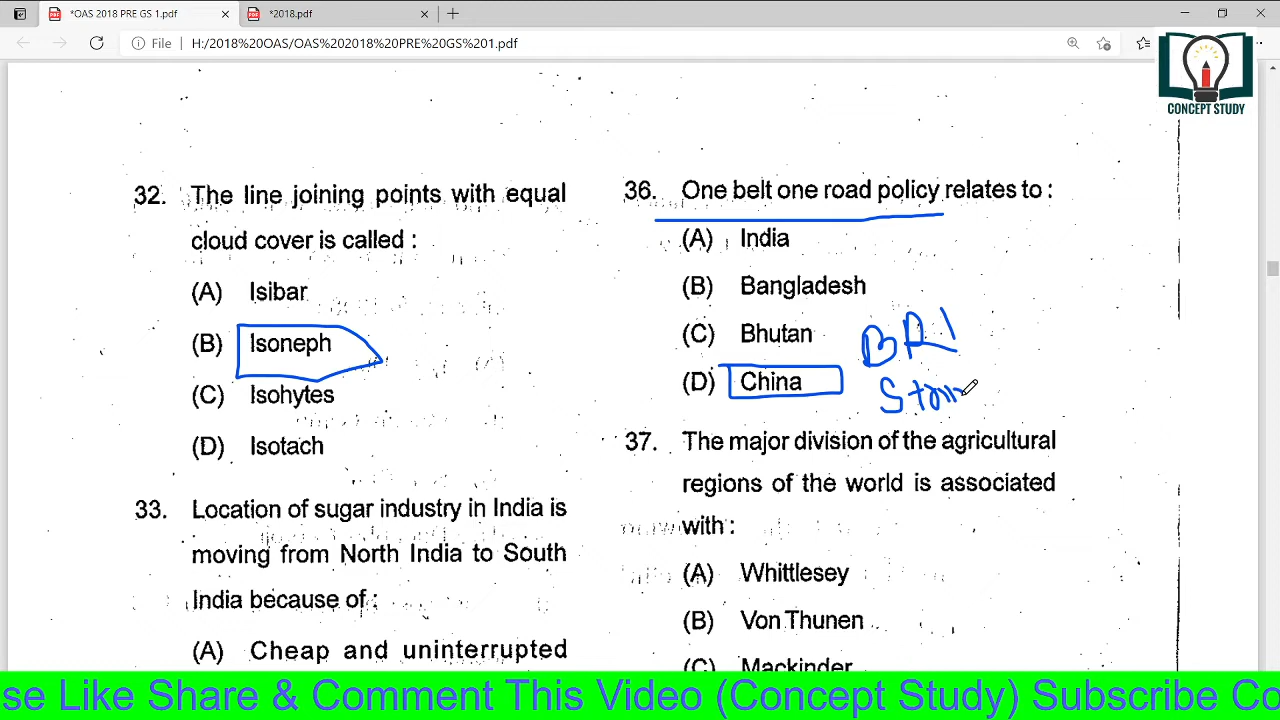 *OAS 2018 PRE GS 1.pdf
*2018.pdf
File
H:/2018%20OAS/OAS%202018%20PRE%20GS%201.pdf
CONCEPT STUDY
32. The line joining points with equal
cloud cover is called :
(A) Isibar
(B) Isoneph
(C) Isohytes
(D) Isotach
33. Location of sugar industry in India is
moving from North India to South
India because of :
(A) Cheap and uninterrupted
36. One belt one road policy relates to :
(A) India
(B) Bangladesh
(C) Bhutan
(D) China
BRI
37. The major division of the agricultural
regions of the world is associated
with :
(A) Whittlesey
(B) Von Thunen
(C) Mackinder
se Like Share & Comment This Video (Concept Study) Subscribe Co